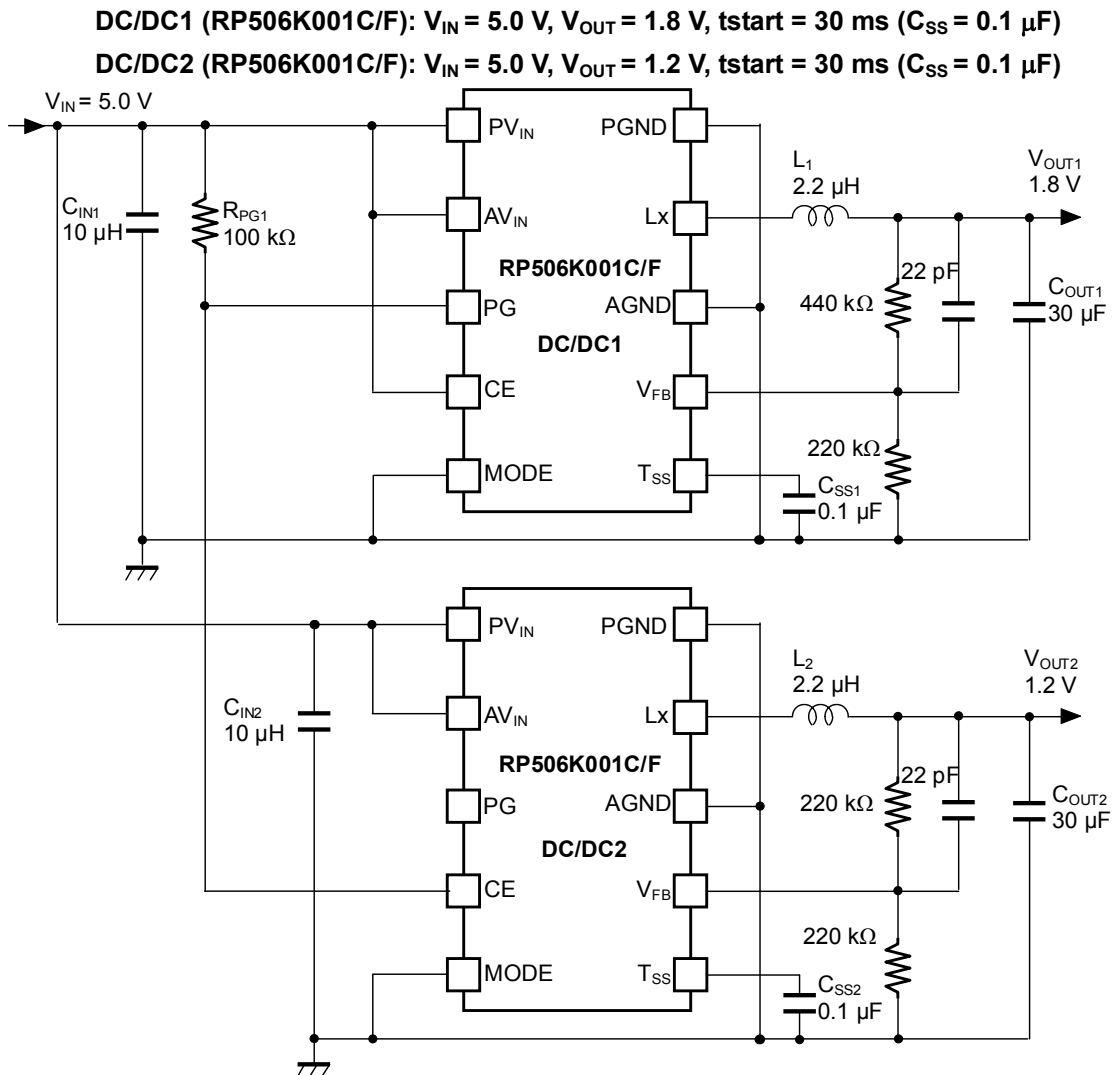 DC/DC1 (RP506K001C/F): VIN = 5.0 V, VOUT = 1.8 V, tstart = 30 ms (CSS = 0.1 μF)
DC/DC2 (RP506K001C/F): VIN = 5.0 V, VOUT = 1.2 V, tstart = 30 ms (CSS = 0.1 μF)
VIN = 5.0 V
CIN1
10 µH
RPG1
100 kΩ
PVIN
AVIN
PG
CE
MODE
RP506K001C/F
DC/DC1
PGND
Lx
AGND
VFB
TSS
L1
2.2 µH
VOUT1
1.8 V
22 pF
440 kΩ
COUT1
30 µF
220 kΩ
CSS1
0.1 µF
CIN2
10 µH
PVIN
AVIN
PG
CE
MODE
RP506K001C/F
DC/DC2
PGND
Lx
AGND
VFB
TSS
L2
2.2 µH
VOUT2
1.2 V
22 pF
220 kΩ
COUT2
30 µF
220 kΩ
CSS2
0.1 µF